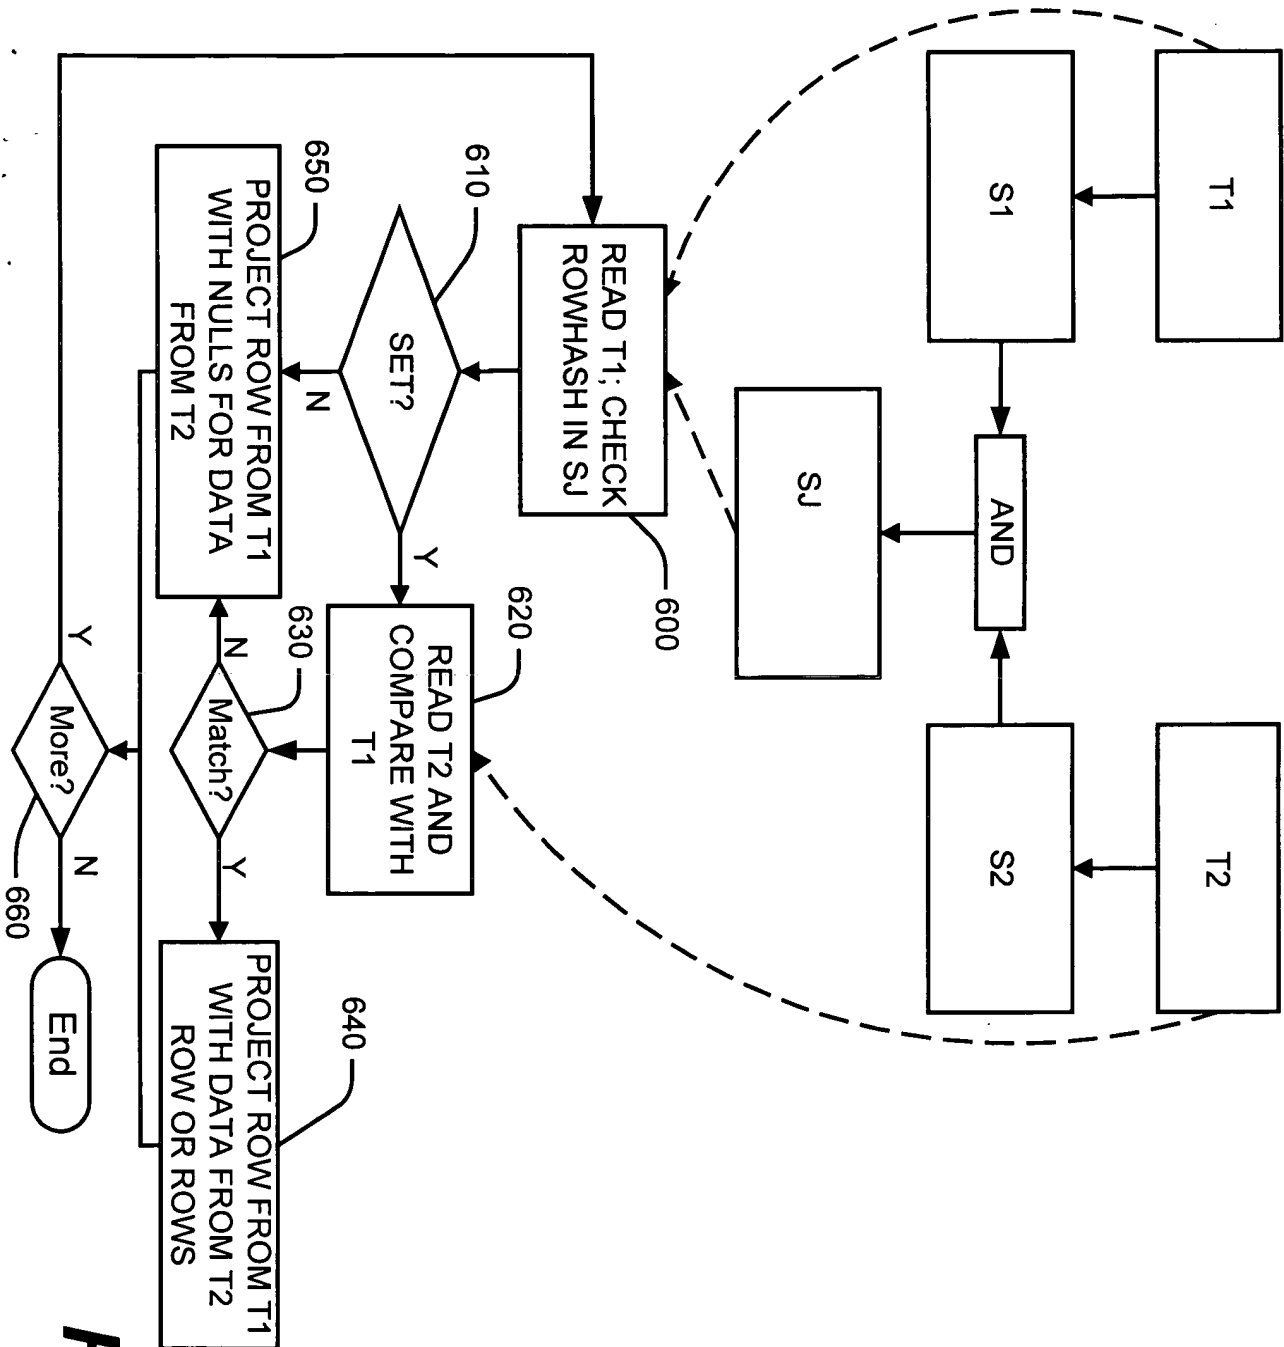 T1
T2
S1
S2
AND
SJ
READ T1; CHECK
ROWHASH IN SJ
600
610
SET?
Y
N
620
READ T2 AND
COMPARE WITH
T1
630
Match?
N
Y
650
PROJECT ROW FROM T1
WITH NULLS FOR DATA
FROM T2
640
PROJECT ROW FROM T1
WITH DATA FROM T2
ROW OR ROWS
More?
Y
N
660
End